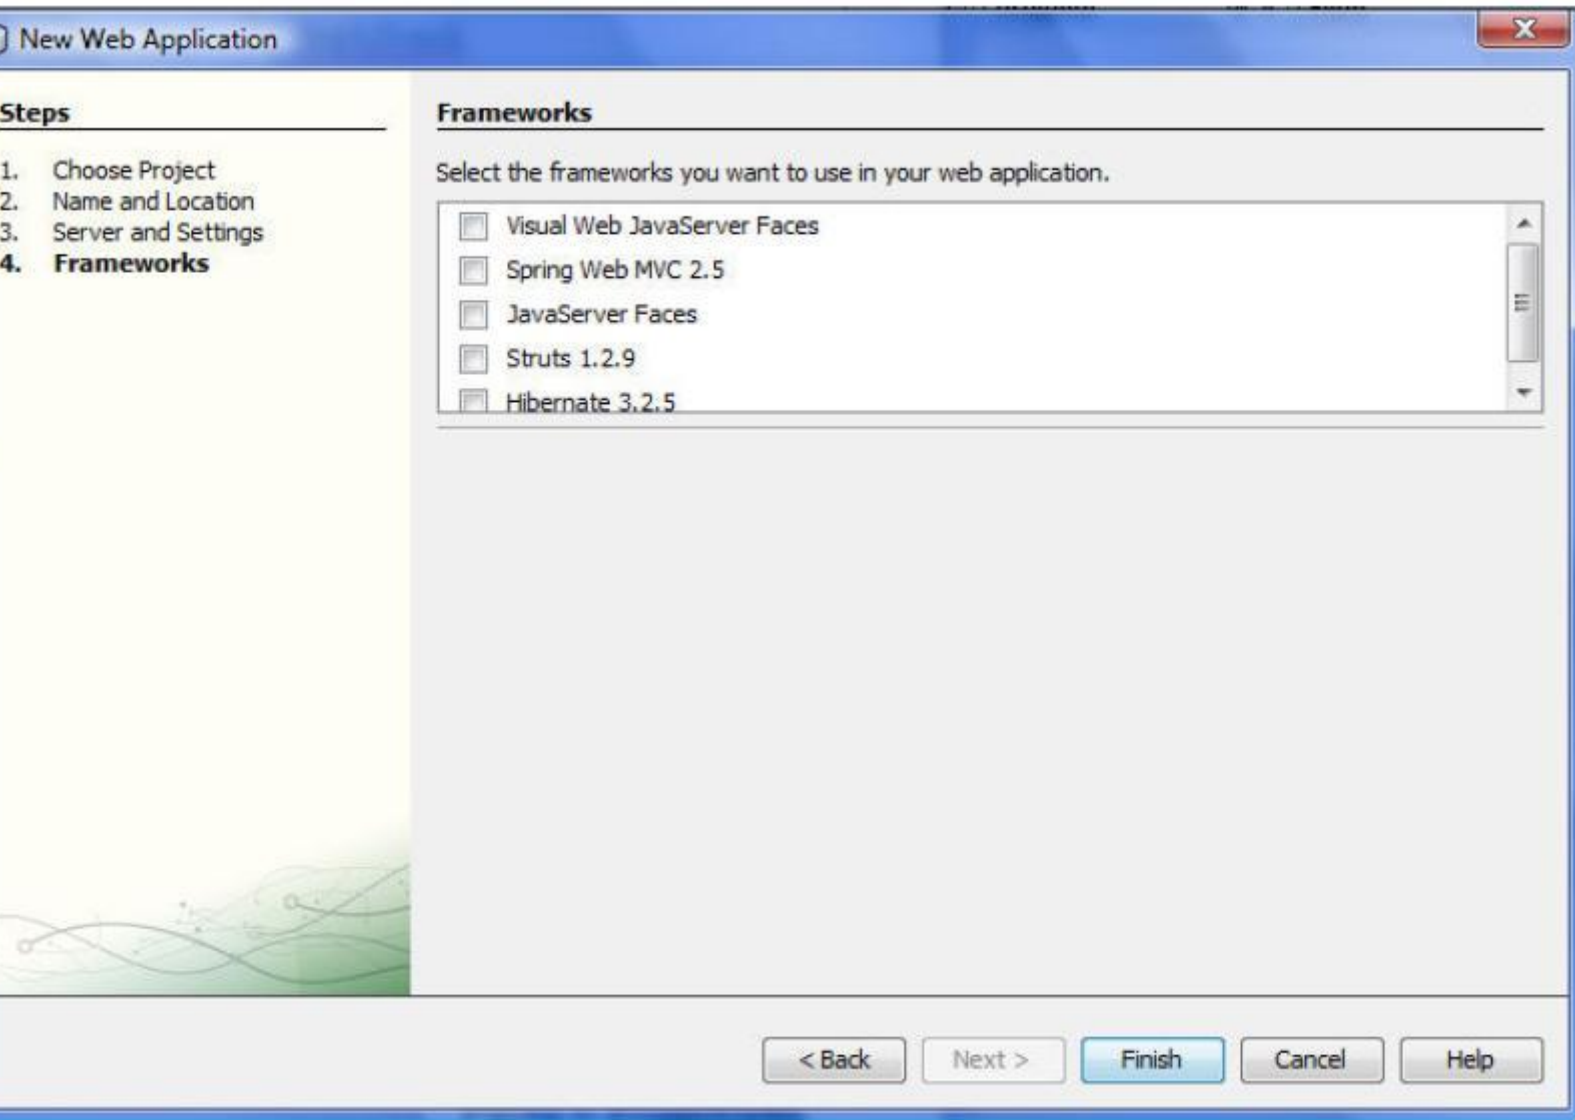 New Web Application
Steps
1. Choose Project
2. Name and Location
3. Server and Settings
4. Frameworks
Frameworks
Select the frameworks you want to use in your web application.
Visual Web JavaServer Faces
Spring Web MVC 2.5
JavaServer Faces
Struts 1.2.9
Hibernate 3.2.5
< Back
Next >
Finish
Cancel
Help